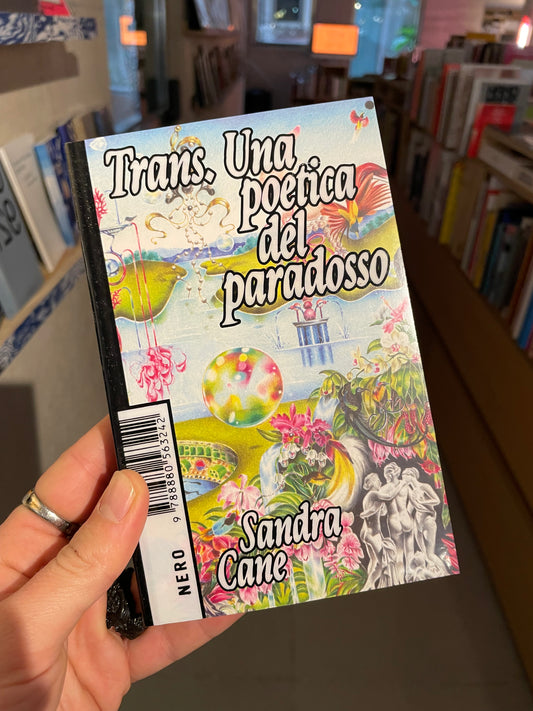 Trans. Una
poetica
del
paradosso
9 788880 563242
NERO
Sandra
Cane